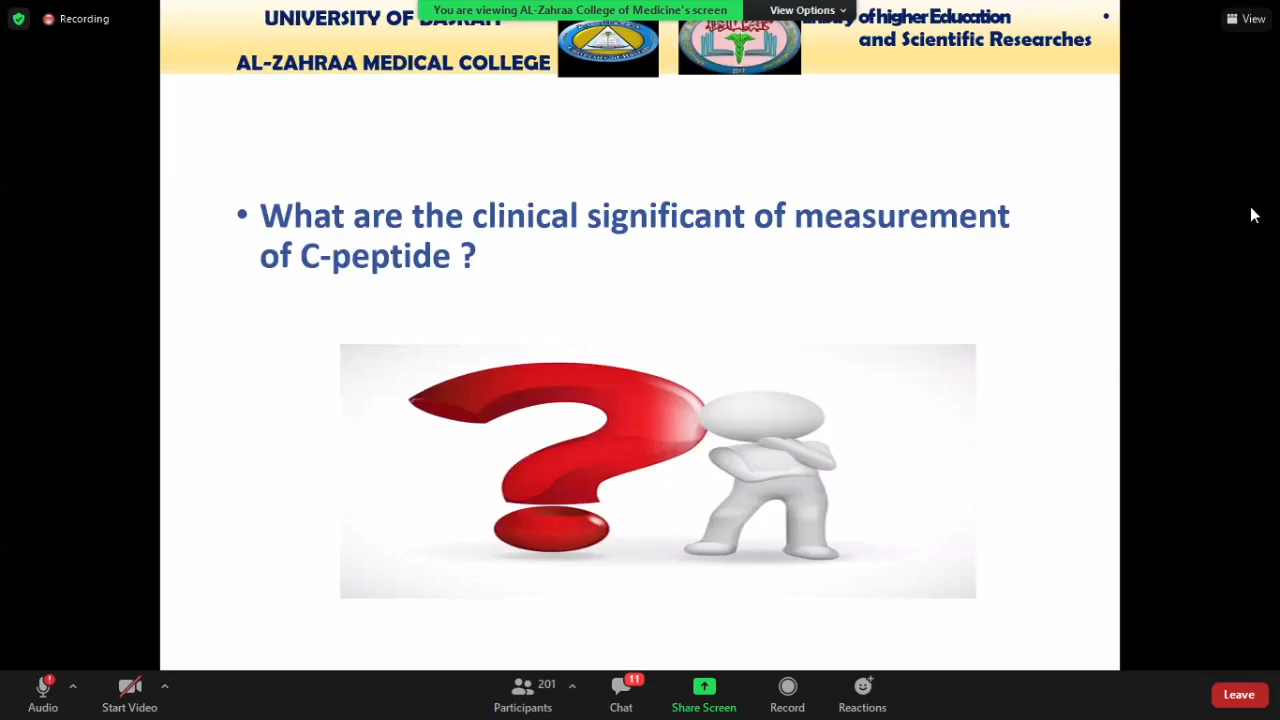 Recording
You are viewing AL-Zahraa College of Medicine's screen
View Options
View
UNIVERSITY OF BASRAH
of higher Education
and Scientific Researches
AL-ZAHRAA MEDICAL COLLEGE
2017
• What are the clinical significant of measurement
of C-peptide ?
201
11
Audio
Start Video
Participants
Chat
Share Screen
Record
Reactions
Leave